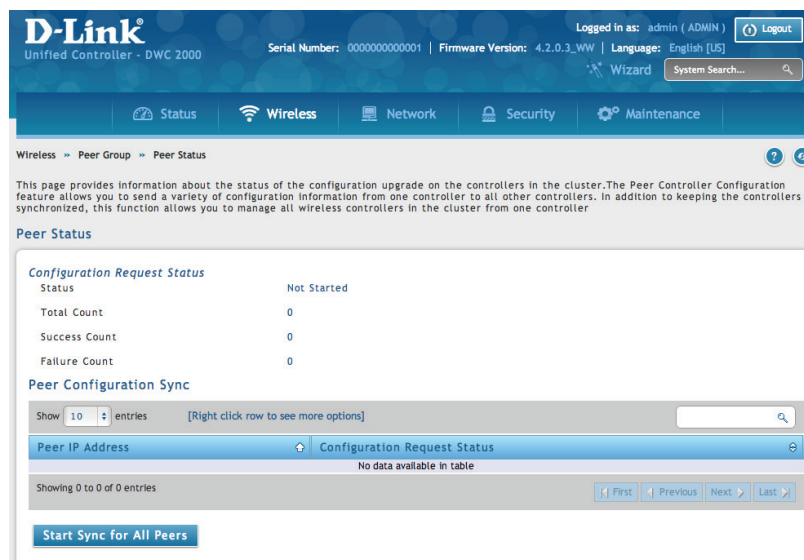 D-Link®
Unified Controller - DWC 2000
Logged in as: admin ( ADMIN ) Logout
Serial Number: 0000000000001 | Firmware Version: 4.2.0.3_WW | Language: English [US]
Wizard System Search...
Status Wireless Network Security Maintenance
Wireless » Peer Group » Peer Status ?
This page provides information about the status of the configuration upgrade on the controllers in the cluster.The Peer Controller Configuration
feature allows you to send a variety of configuration information from one controller to all other controllers. In addition to keeping the controllers
synchronized, this function allows you to manage all wireless controllers in the cluster from one controller
Peer Status
Configuration Request Status
Status Not Started
Total Count 0
Success Count 0
Failure Count 0
Peer Configuration Sync
Show 10 entries [Right click row to see more options]
Peer IP Address Configuration Request Status
No data available in table
Showing 0 to 0 of 0 entries First Previous Next Last
Start Sync for All Peers